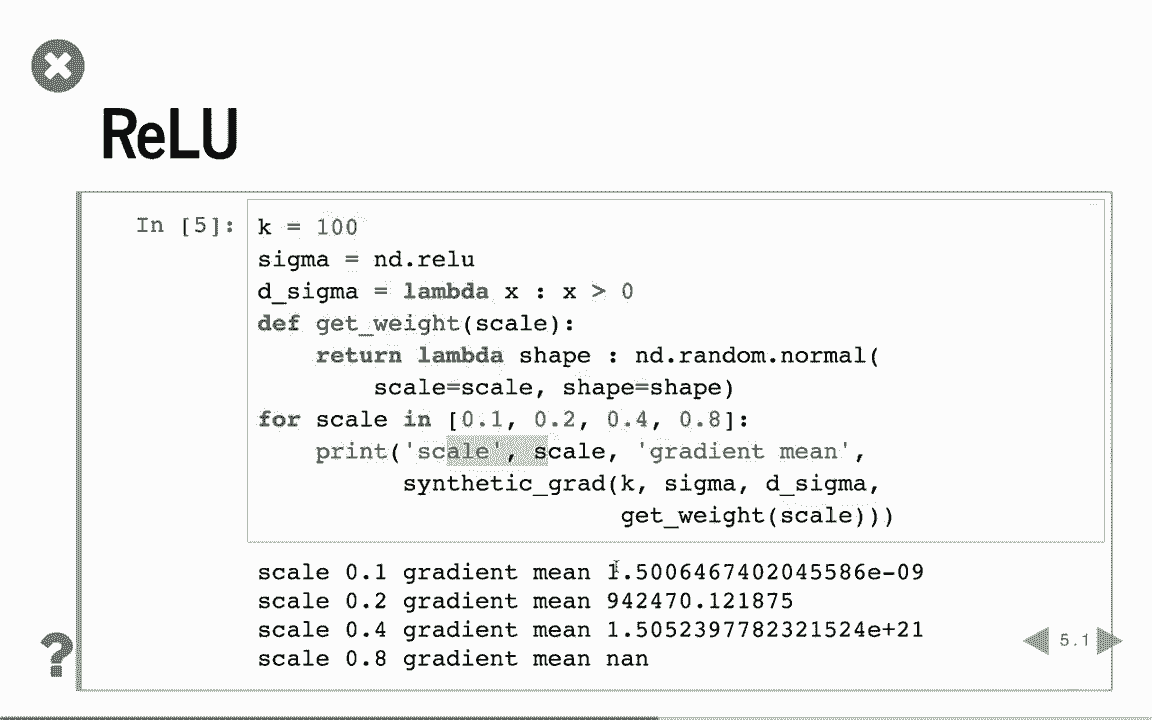 ReLU
In [5]:
k = 100
sigma = nd.relu
d_sigma = lambda x : x > 0
def get_weight(scale):
    return lambda shape : nd.random.normal(
        scale=scale, shape=shape)
for scale in [0.1, 0.2, 0.4, 0.8]:
    print('scale', scale, 'gradient mean',
          synthetic_grad(k, sigma, d_sigma,
                         get_weight(scale)))
scale 0.1 gradient mean 1.5006467402045586e-09
scale 0.2 gradient mean 942470.121875
scale 0.4 gradient mean 1.5052397782321524e+21
scale 0.8 gradient mean nan
?
5.1